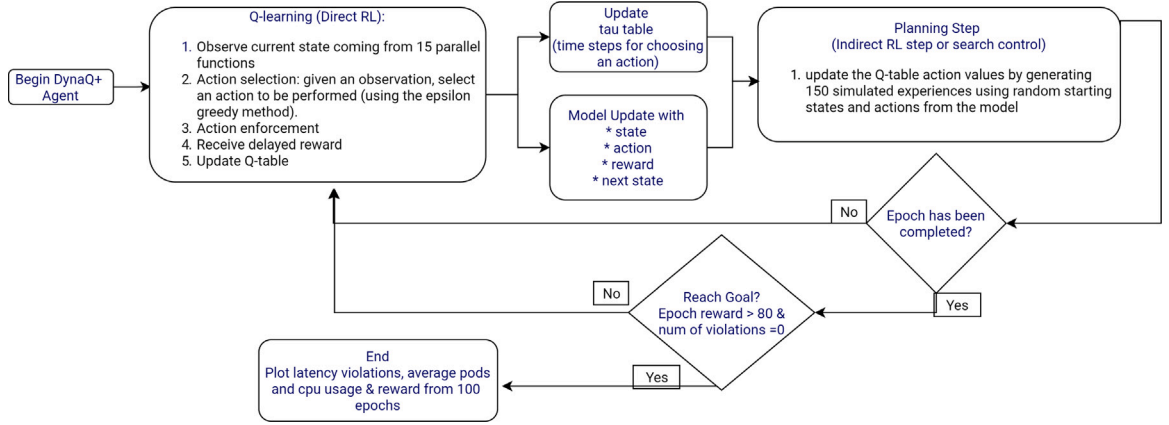 Begin DynaQ+
Agent
Q-learning (Direct RL):
1. Observe current state coming from 15 parallel
functions
2. Action selection: given an observation, select
an action to be performed (using the epsilon
greedy method).
3. Action enforcement
4. Receive delayed reward
5. Update Q-table
Update
tau table
(time steps for choosing
an action)
Model Update with
* state
* action
* reward
* next state
Planning Step
(Indirect RL step or search control)
1. update the Q-table action values by generating
150 simulated experiences using random starting
states and actions from the model
Epoch has been
completed?
No
Yes
Reach Goal?
Epoch reward > 80 &
num of violations =0
No
Yes
End
Plot latency violations, average pods
and cpu usage & reward from 100
epochs